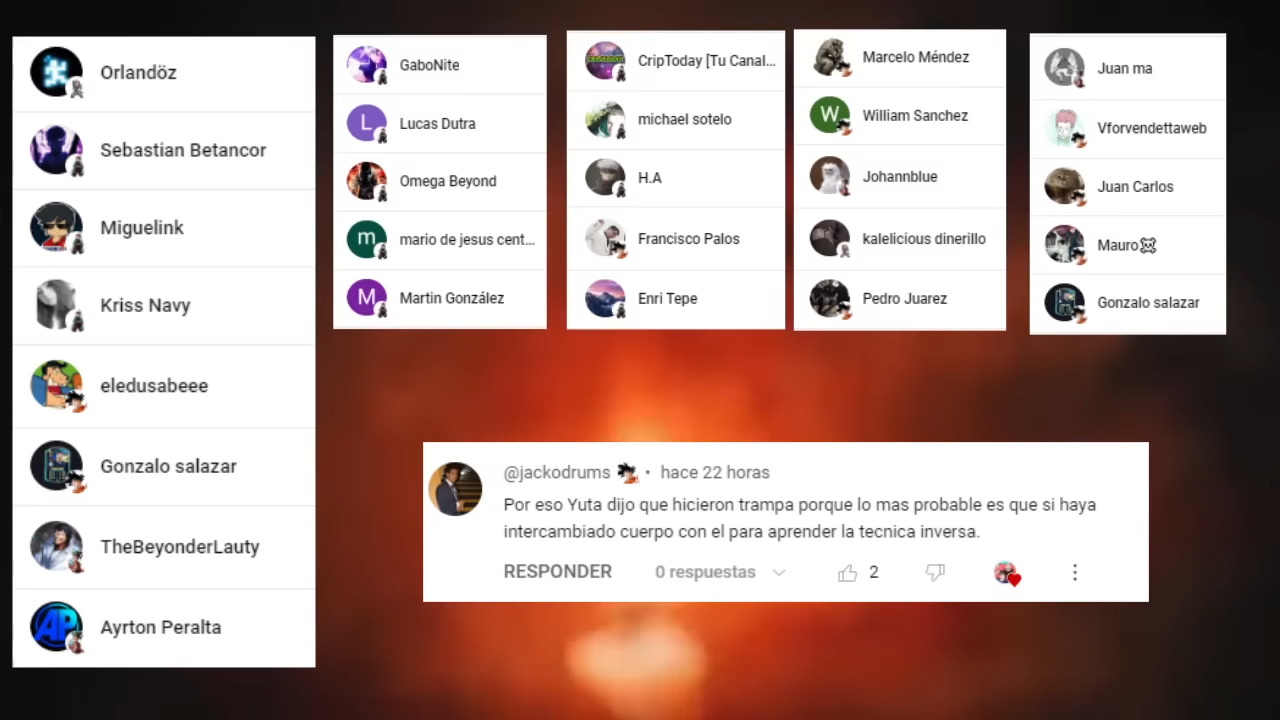 Orlandöz
Sebastian Betancor
Miguelink
Kriss Navy
eledusabeee
Gonzalo salazar
TheBeyonderLauty
AP
Ayrton Peralta
GaboNite
L
Lucas Dutra
Omega Beyond
m
mario de jesus cent...
M
Martin González
CripToday [Tu Canal...
michael sotelo
H.A
Francisco Palos
Enri Tepe
Marcelo Méndez
W
William Sanchez
Johannblue
kalelicious dinerillo
Pedro Juarez
Juan ma
Vforvendettaweb
Juan Carlos
Mauro
Gonzalo salazar
@jackodrums • hace 22 horas
Por eso Yuta dijo que hicieron trampa porque lo mas probable es que si haya
intercambiado cuerpo con el para aprender la tecnica inversa.
RESPONDER 0 respuestas 2